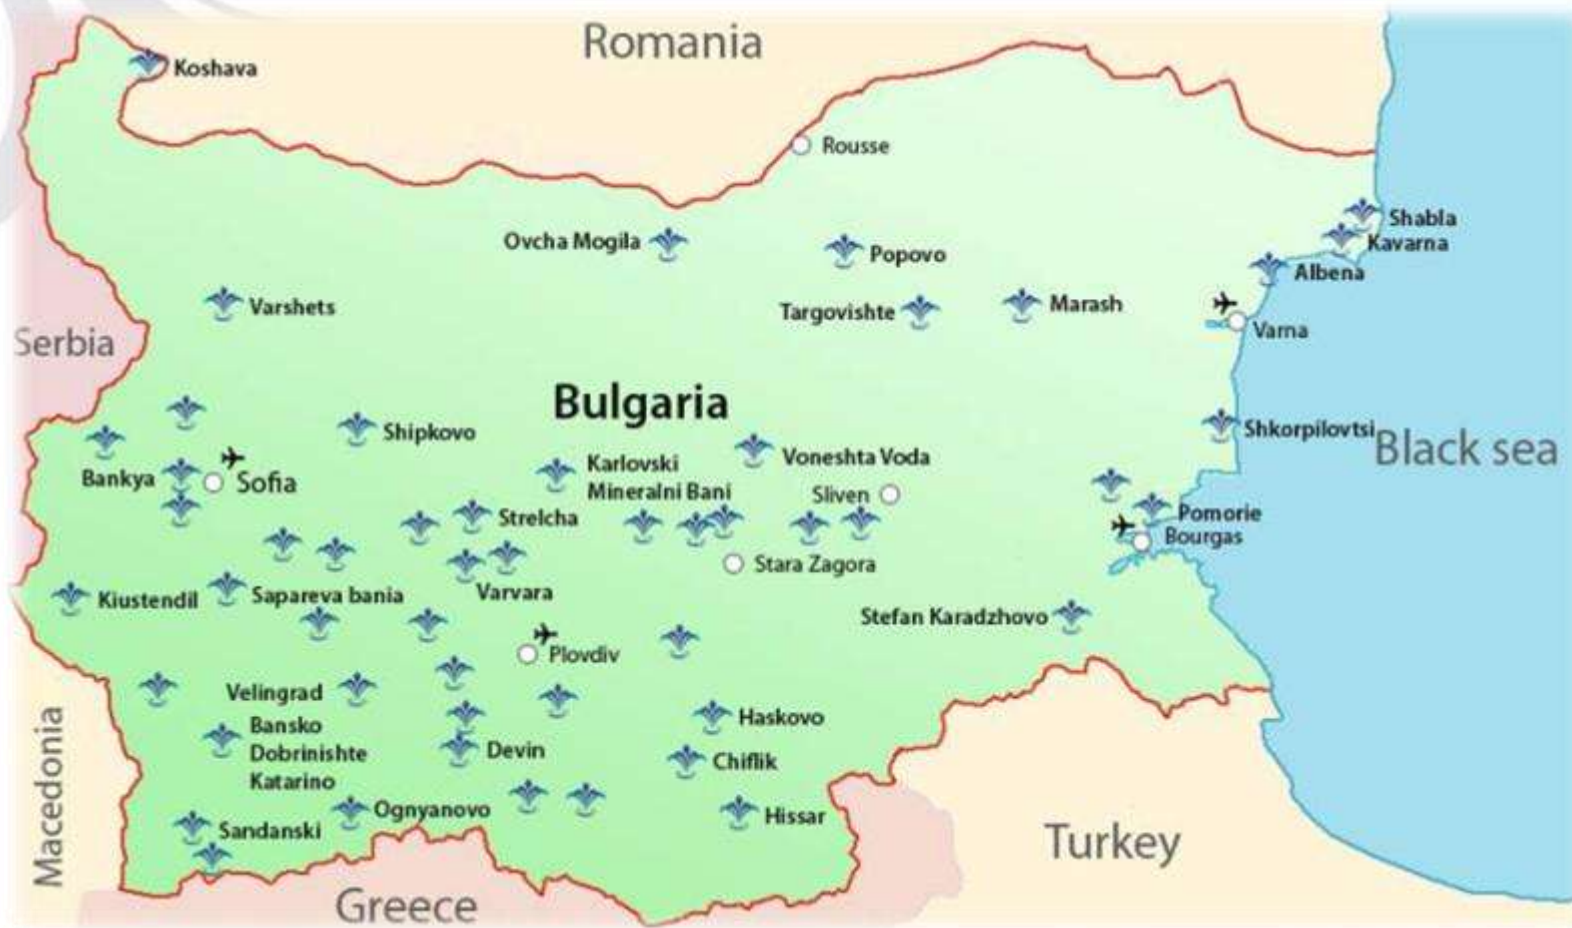 Romania
Koshava
Rousse
Shabla
Ovcha Mogila
Kavarna
Popovo
Albena
Varshets
Targovishte
Marash
Varna
Serbia
Bulgaria
Shipkovo
Shkorpilovtsi
Black sea
Voneshta Voda
Karlovski
Mineralni Bani
Bankya
Sofia
Sliven
Strelcha
Pomorie
Bourgas
Stara Zagora
Varvara
Kiustendil
Sapareva bania
Stefan Karadzhovo
Plovdiv
Velingrad
Haskovo
Bansko
Dobrinishte
Katarino
Devin
Chiflik
Macedonia
Ognyanovo
Hissar
Sandanski
Turkey
Greece